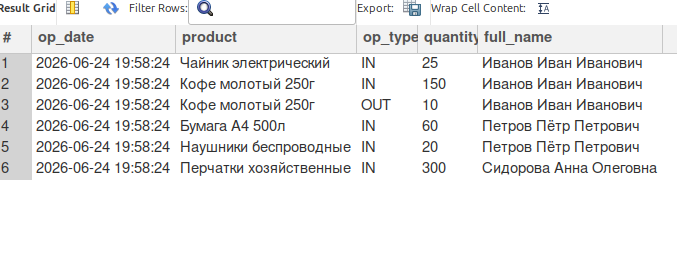 Result Grid Filter Rows: Export: Wrap Cell Content: IA
# op_date product op_type quantity full_name
1 2026-06-24 19:58:24 Чайник электрический IN 25 Иванов Иван Иванович
2 2026-06-24 19:58:24 Кофе молотый 250г IN 150 Иванов Иван Иванович
3 2026-06-24 19:58:24 Кофе молотый 250г OUT 10 Иванов Иван Иванович
4 2026-06-24 19:58:24 Бумага А4 500л IN 60 Петров Пётр Петрович
5 2026-06-24 19:58:24 Наушники беспроводные IN 20 Петров Пётр Петрович
6 2026-06-24 19:58:24 Перчатки хозяйственные IN 300 Сидорова Анна Олеговна